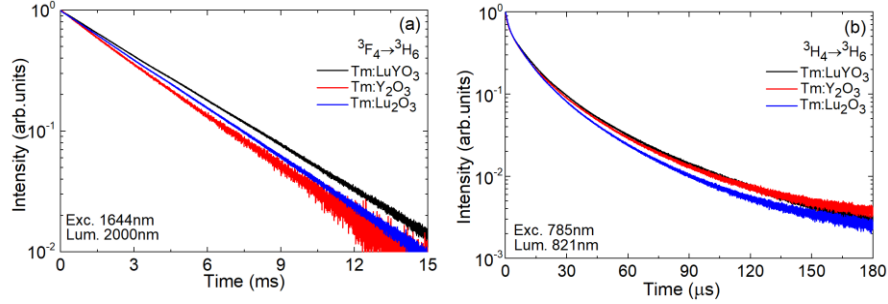 (a)
10⁰
10⁻¹
10⁻²
Intensity (arb.units)
³F₄→³H₆
Tm:LuYO₃
Tm:Y₂O₃
Tm:Lu₂O₃
Exc. 1644nm
Lum. 2000nm
0 3 6 9 12 15
Time (ms)
(b)
10⁰
10⁻¹
10⁻²
10⁻³
Intensity (arb.units)
³H₄→³H₆
Tm:LuYO₃
Tm:Y₂O₃
Tm:Lu₂O₃
Exc. 785nm
Lum. 821nm
0 30 60 90 120 150 180
Time (μs)